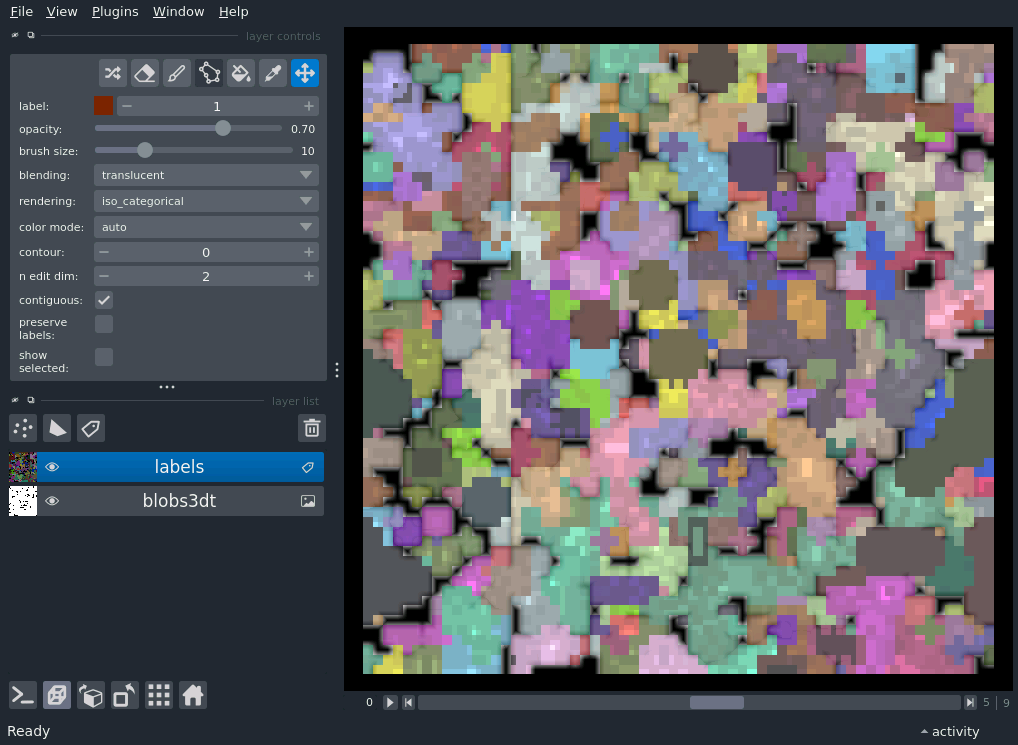 File View Plugins Window Help
layer controls
label: 1
opacity: 0.70
brush size: 10
blending: translucent
rendering: iso_categorical
color mode: auto
contour: 0
n edit dim: 2
contiguous:
preserve
labels:
show
selected:
layer list
labels
blobs3dt
0 5 | 9
Ready activity